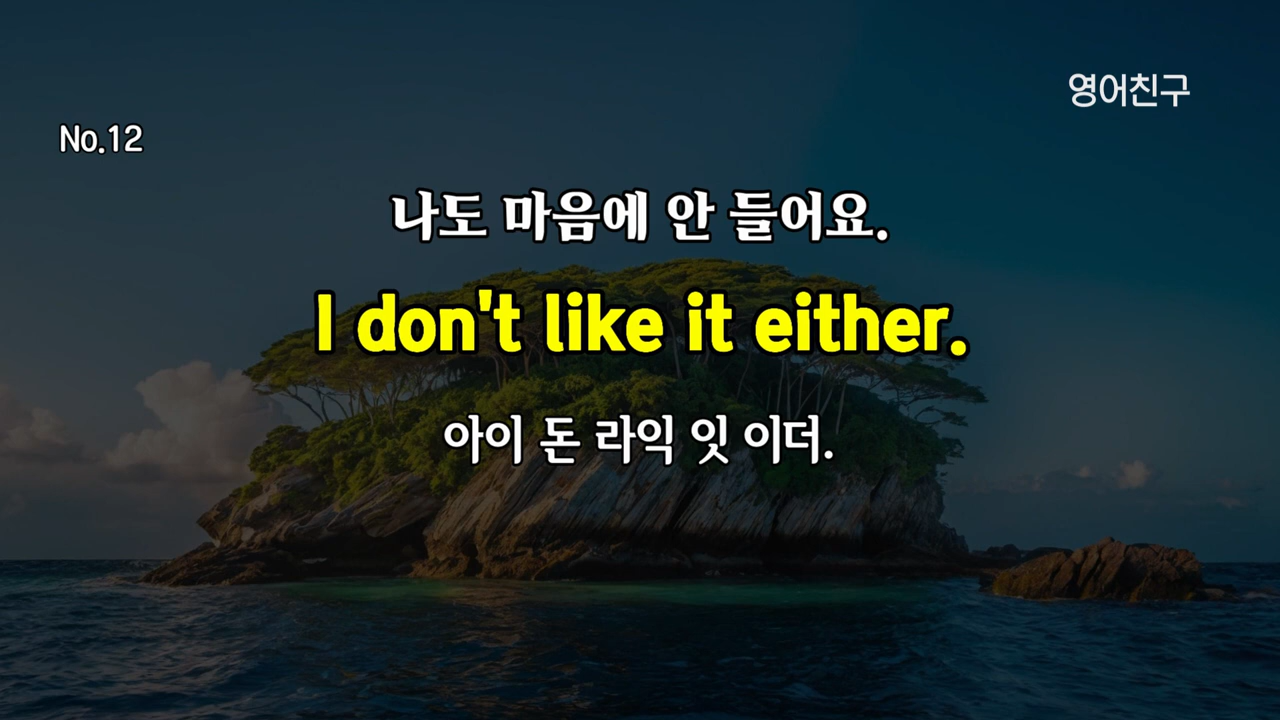 영어친구
No.12
나도 마음에 안 들어요.
I don't like it either.
아이 돈 라익 잇 이더.